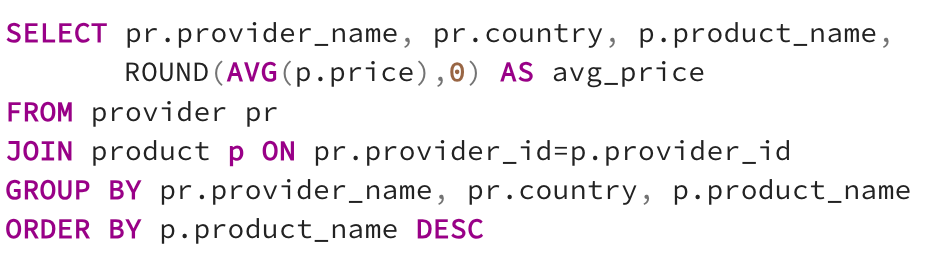 SELECT pr.provider_name, pr.country, p.product_name,
       ROUND(AVG(p.price),0) AS avg_price
FROM provider pr
JOIN product p ON pr.provider_id=p.provider_id
GROUP BY pr.provider_name, pr.country, p.product_name
ORDER BY p.product_name DESC